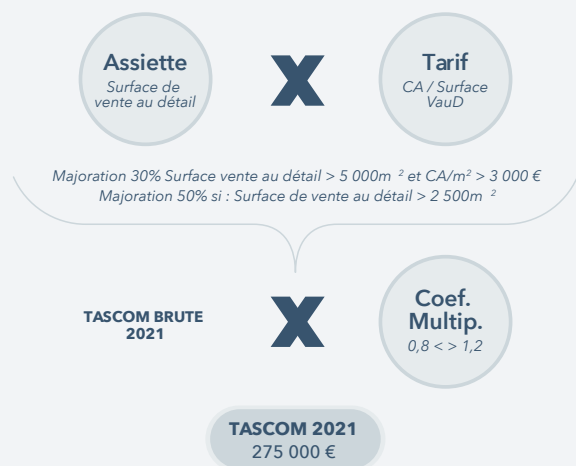 Assiette
Surface de
vente au détail
X
Tarif
CA / Surface
VauD
Majoration 30% Surface vente au détail > 5 000m ² et CA/m² > 3 000 €
Majoration 50% si : Surface de vente au détail > 2 500m ²
TASCOM BRUTE
2021
X
Coef.
Multip.
0,8 < > 1,2
TASCOM 2021
275 000 €